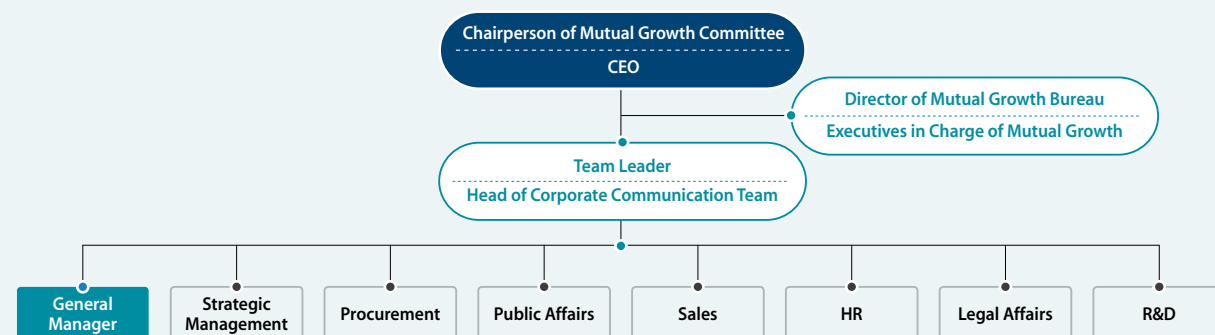 Chairperson of Mutual Growth Committee
CEO
Director of Mutual Growth Bureau
Executives in Charge of Mutual Growth
Team Leader
Head of Corporate Communication Team
General
Manager
Strategic
Management
Procurement
Public Affairs
Sales
HR
Legal Affairs
R&D